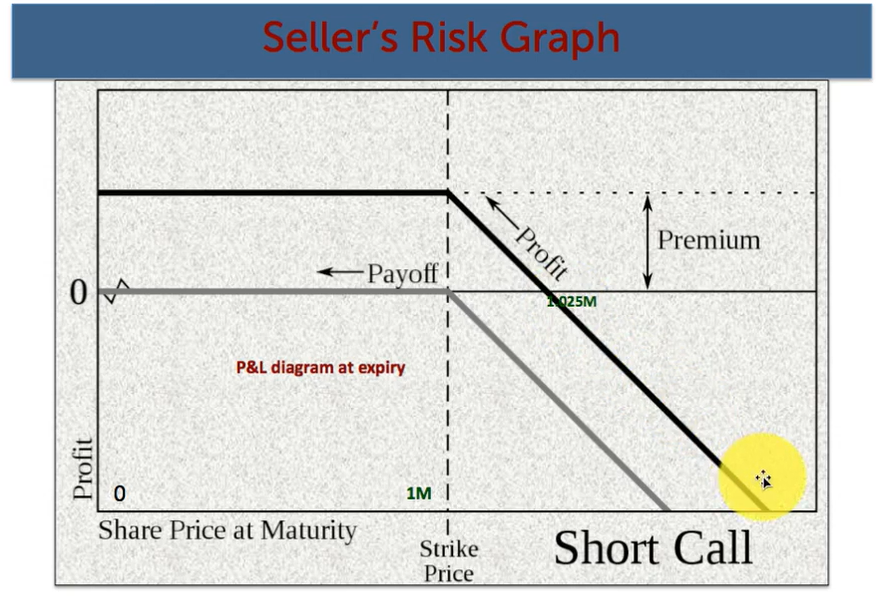 Seller's Risk Graph
Profit
Premium
Payoff
0
1.025M
P&L diagram at expiry
Profit
0
1M
Share Price at Maturity
Strike
Price
Short Call